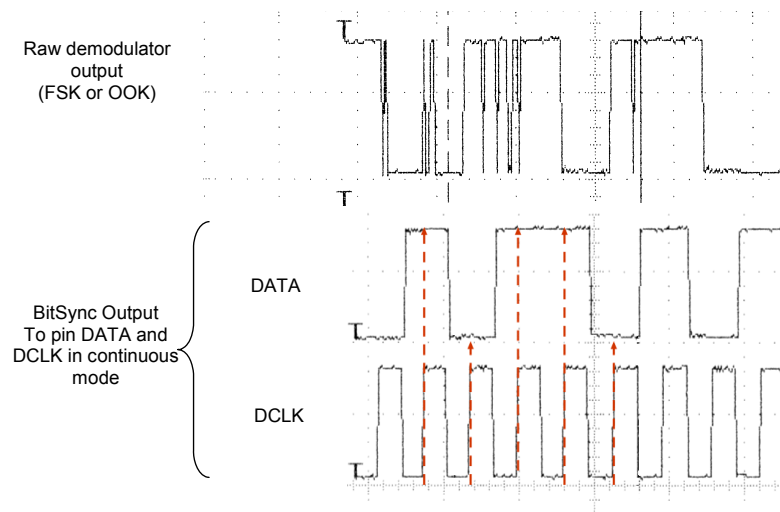 Raw demodulator
output
(FSK or OOK)
DATA
BitSync Output
To pin DATA and
DCLK in continuous
mode
DCLK